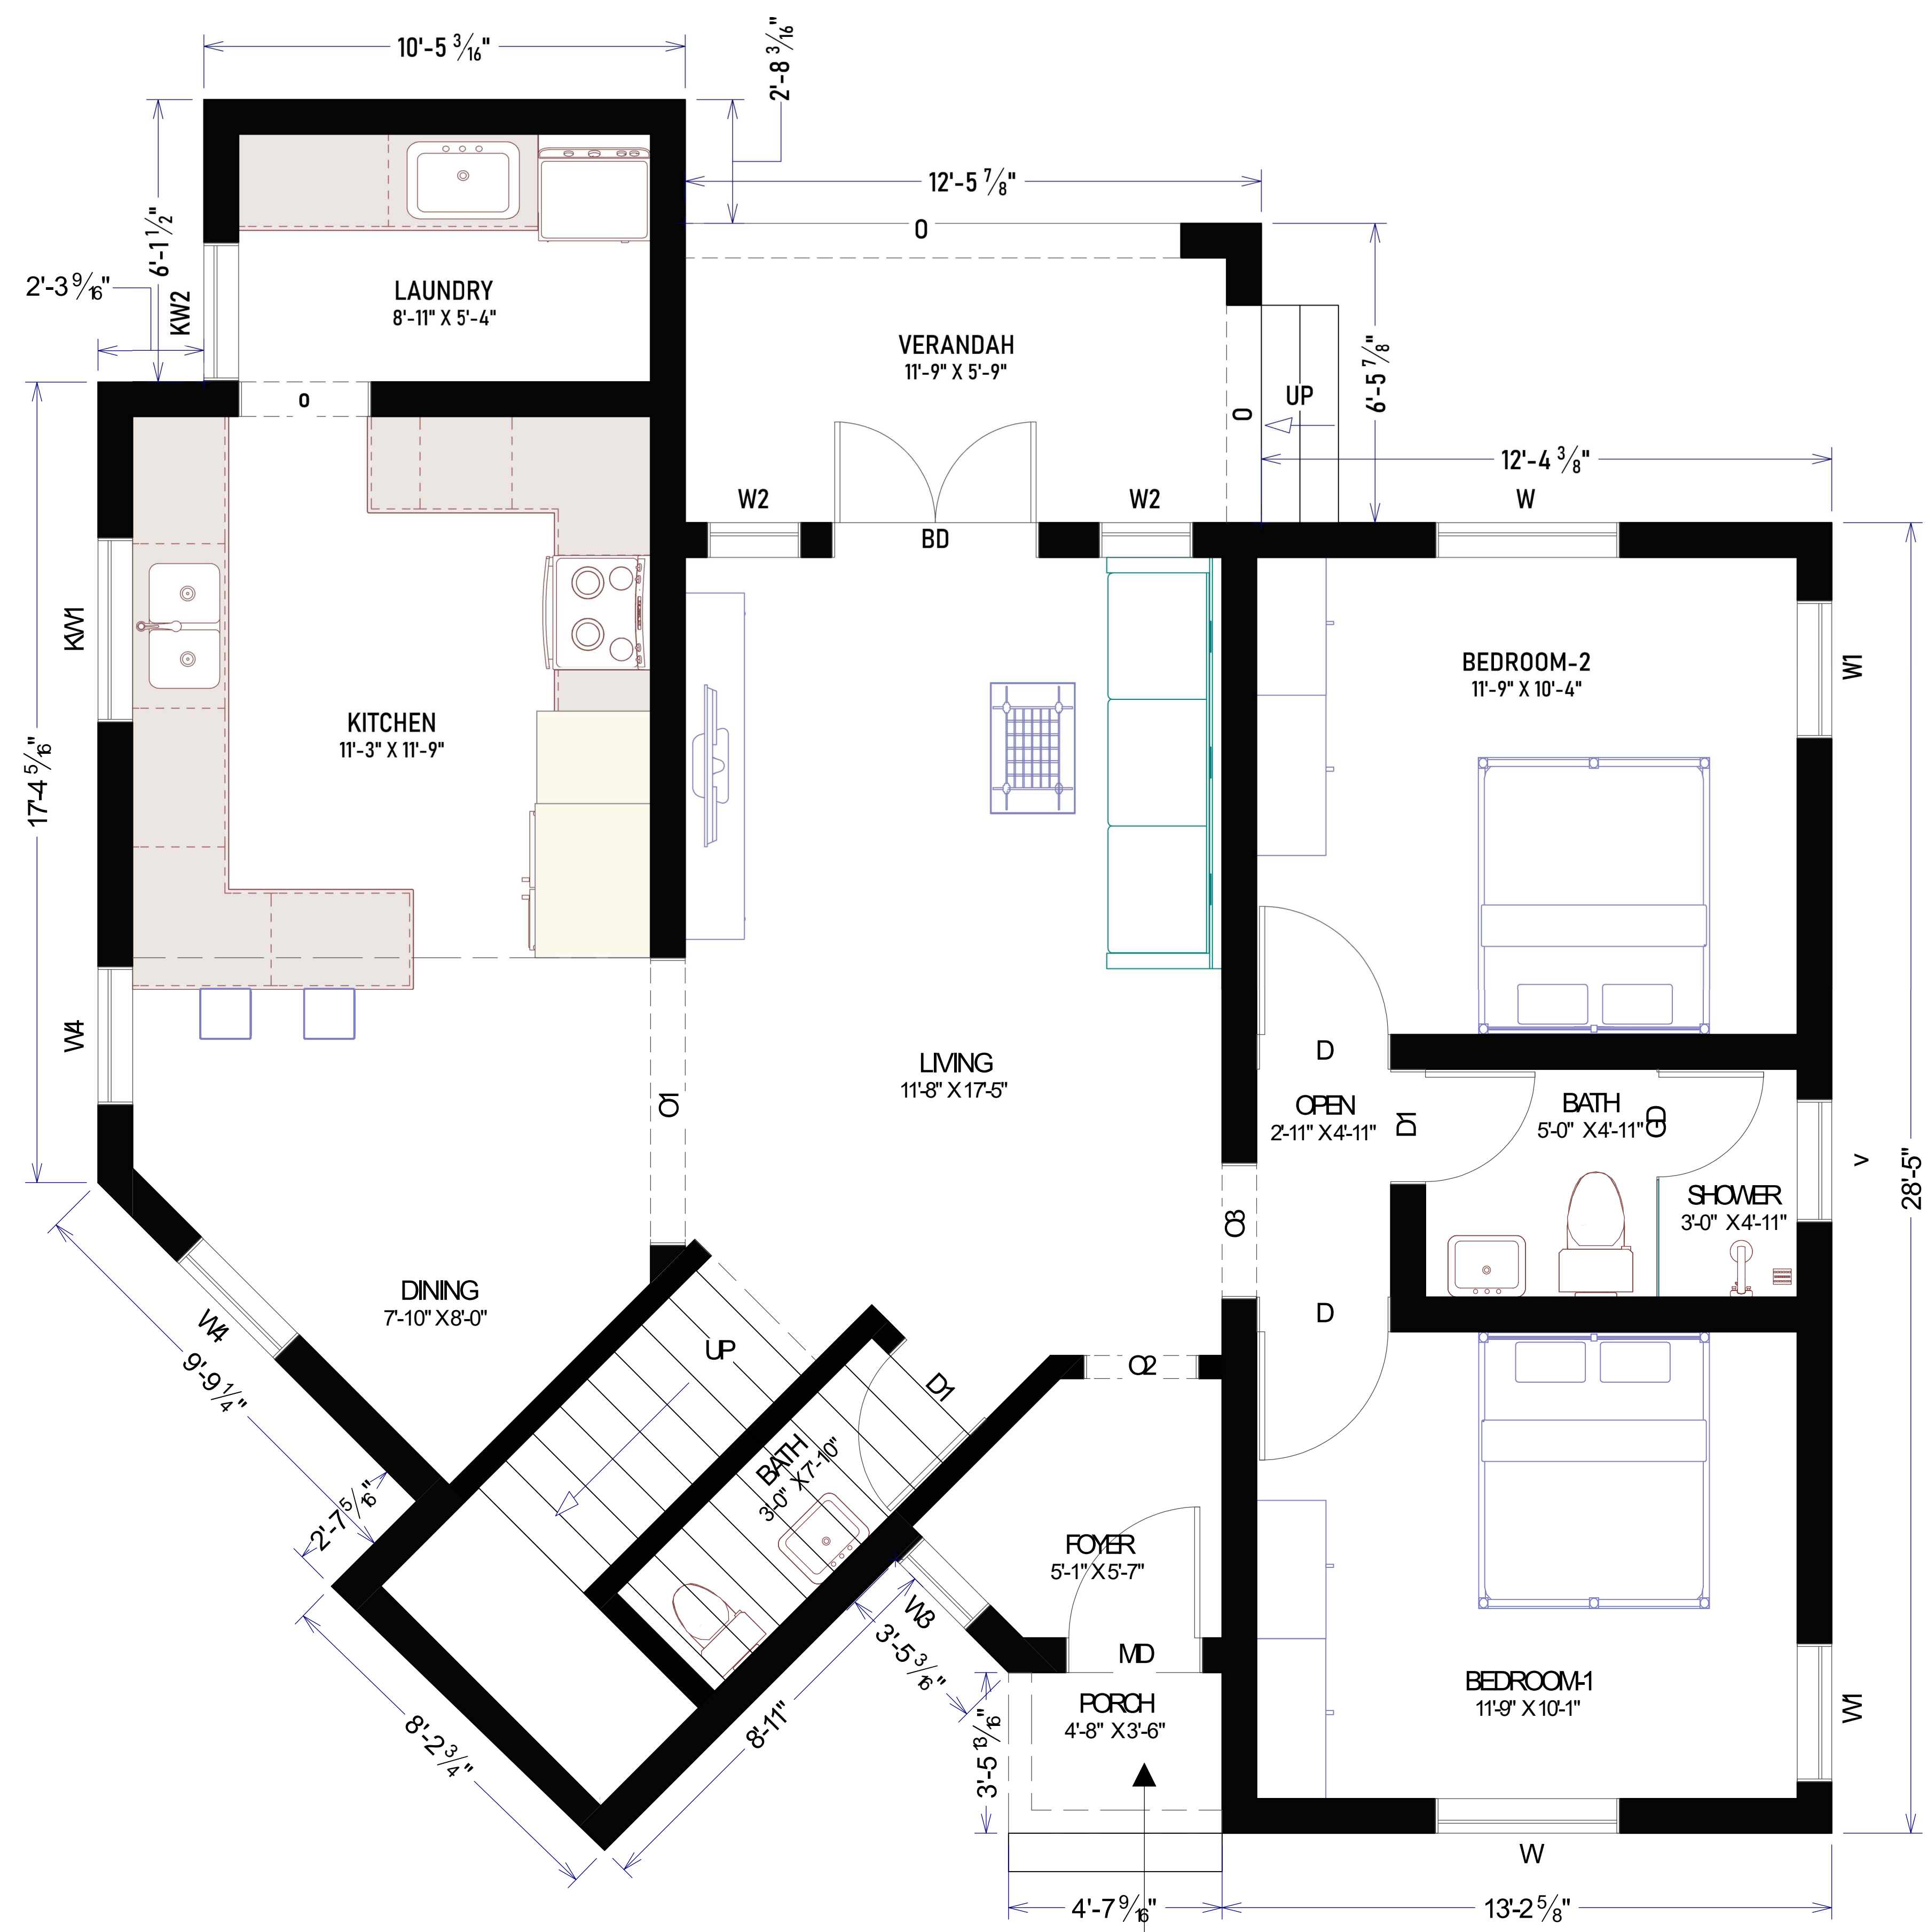 10'-5 3/16"
2'-8 3/16"
12'-5 7/8"
6'-1 1/2"
2'-3 9/16"
KW2
LAUNDRY
8'-11" X 5'-4"
O
VERANDAH
11'-9" X 5'-9"
O
UP
6'-5 7/8"
O
12'-4 3/8"
W2
BD
W2
W
KW1
KITCHEN
11'-3" X 11'-9"
17'-4 5/16"
BEDROOM-2
11'-9" X 10'-4"
W1
W4
O1
LIVING
11'-8" X 17'-5"
D
OPEN
2'-11" X 4'-11"
D1
BATH
5'-0" X 4'-11"
GD
SHOWER
3'-0" X 4'-11"
V
28'-5"
O3
DINING
7'-10" X 8'-0"
W4
9'-9 1/4"
UP
D
O2
D1
BATH
3'-0" X 7'-10"
2'-7 5/16"
FOYER
5'-1" X 5'-7"
W3
3'-5 3/16"
MD
PORCH
4'-8" X 3'-6"
3'-5 13/16"
8'-11"
8'-2 3/4"
BEDROOM-1
11'-9" X 10'-1"
W1
W
4'-7 9/16"
13'-2 5/8"